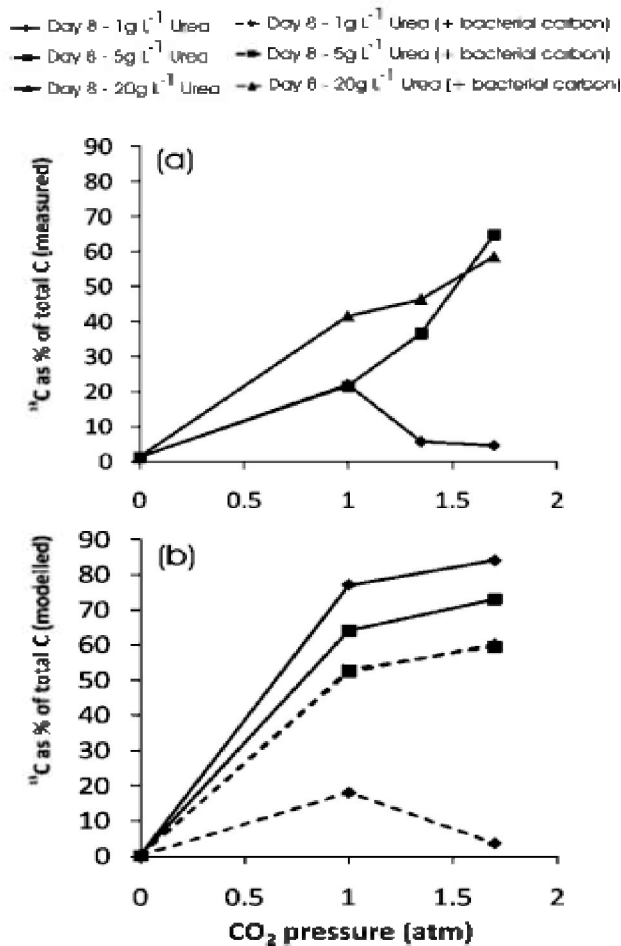 Day 8 - 1g L⁻¹ Urea
Day 8 - 1g L⁻¹ Urea (+ bacterial carbon)
Day 8 - 5g L⁻¹ Urea
Day 8 - 5g L⁻¹ Urea (+ bacterial carbon)
Day 8 - 20g L⁻¹ Urea
Day 8 - 20g L⁻¹ Urea (+ bacterial carbon)
(a)
¹³C as % of total C (measured)
90
80
70
60
50
40
30
20
10
0
0 0.5 1 1.5 2
(b)
¹³C as % of total C (modelled)
90
80
70
60
50
40
30
20
10
0
0 0.5 1 1.5 2
CO₂ pressure (atm)